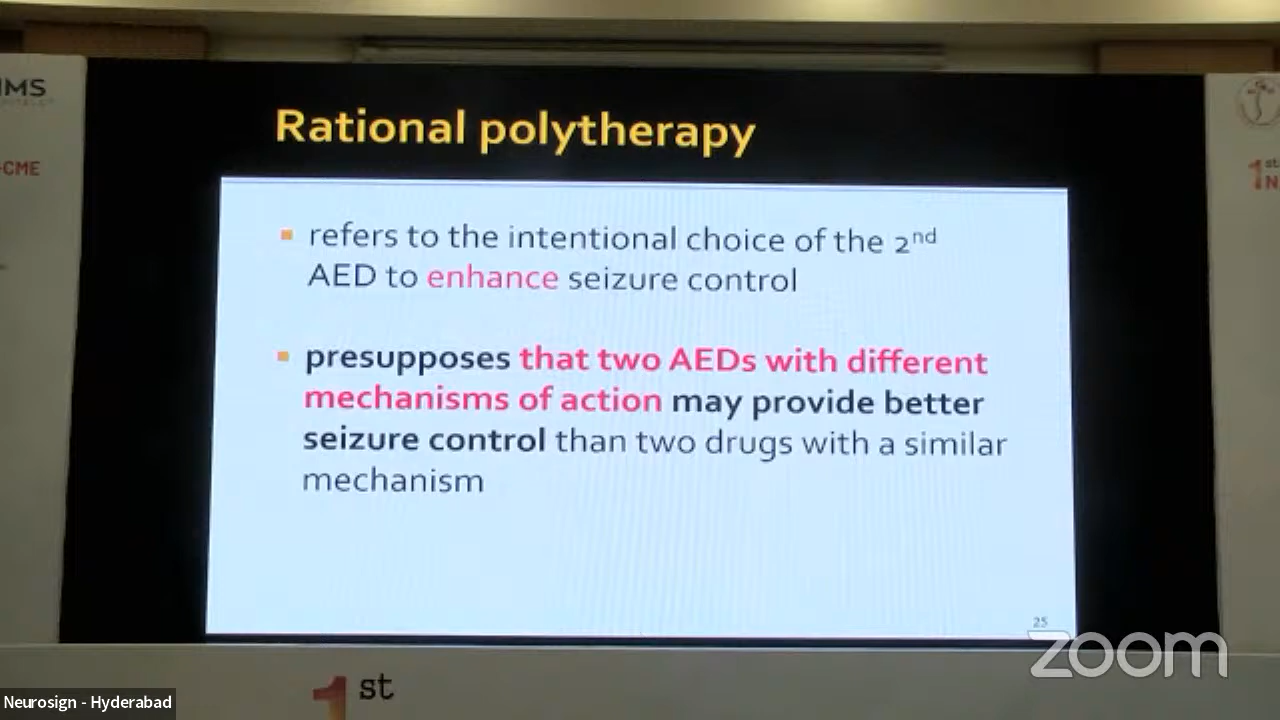 IMS
-CME
Rational polytherapy
refers to the intentional choice of the 2nd
AED to enhance seizure control
presupposes that two AEDs with different
mechanisms of action may provide better
seizure control than two drugs with a similar
mechanism
25
1st
N
zoom
1st
Neurosign - Hyderabad